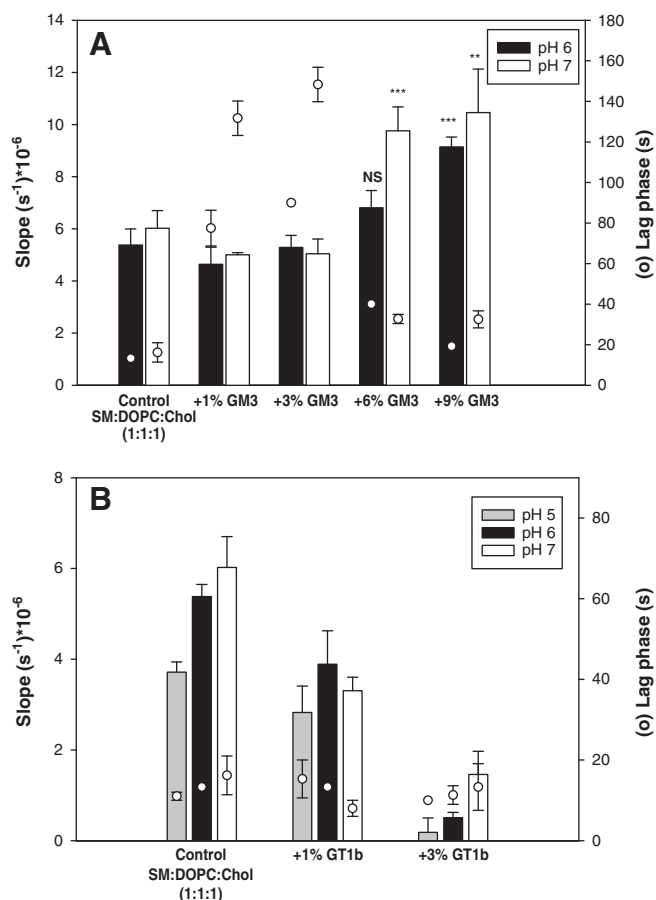 A
14
12
10
8
6
4
2
0
Slope (s⁻¹)*10⁻⁶
180
160
140
120
100
80
60
40
20
0
(o) Lag phase (s)
pH 6
pH 7
NS
***
***
**
Control
SM:DOPC:Chol
(1:1:1)
+1% GM3
+3% GM3
+6% GM3
+9% GM3
B
8
6
4
2
0
Slope (s⁻¹)*10⁻⁶
80
60
40
20
0
(o) Lag phase (s)
pH 5
pH 6
pH 7
Control
SM:DOPC:Chol
(1:1:1)
+1% GT1b
+3% GT1b